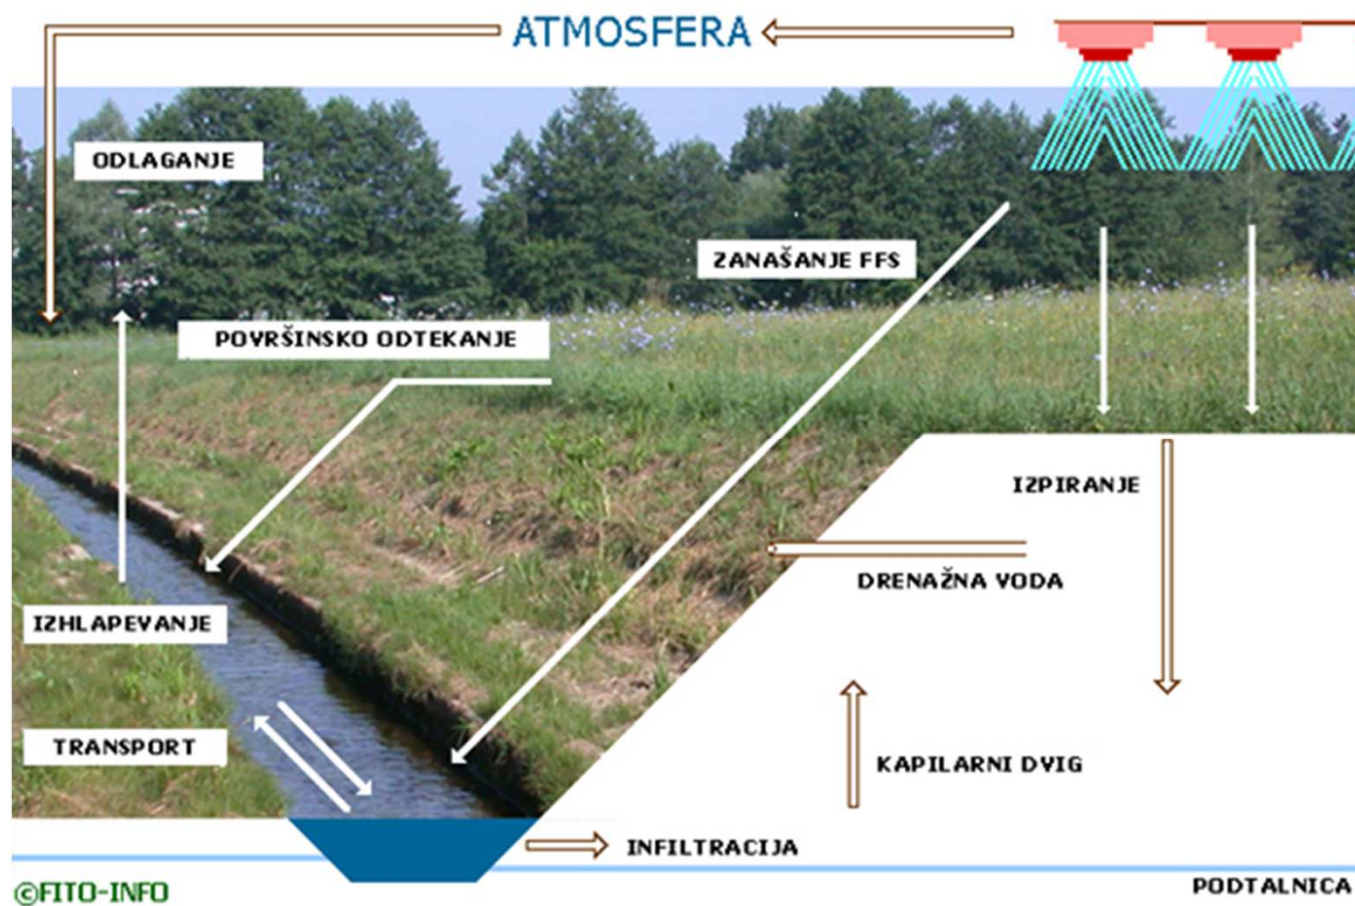 ATMOSFERA
ODLAGANJE
ZANAŠANJE FFS
POVRŠINSKO ODTEKANJE
IZPIRANJE
DRENAŽNA VODA
IZHLAPEVANJE
TRANSPORT
KAPILARNI DVIG
INFILTRACIJA
PODTALNICA
©FITO-INFO